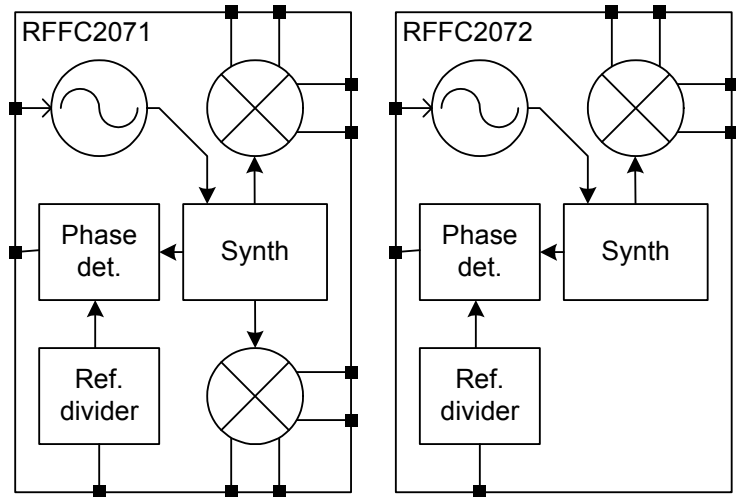 RFFC2071
Phase
det.
Synth
Ref.
divider
RFFC2072
Phase
det.
Synth
Ref.
divider